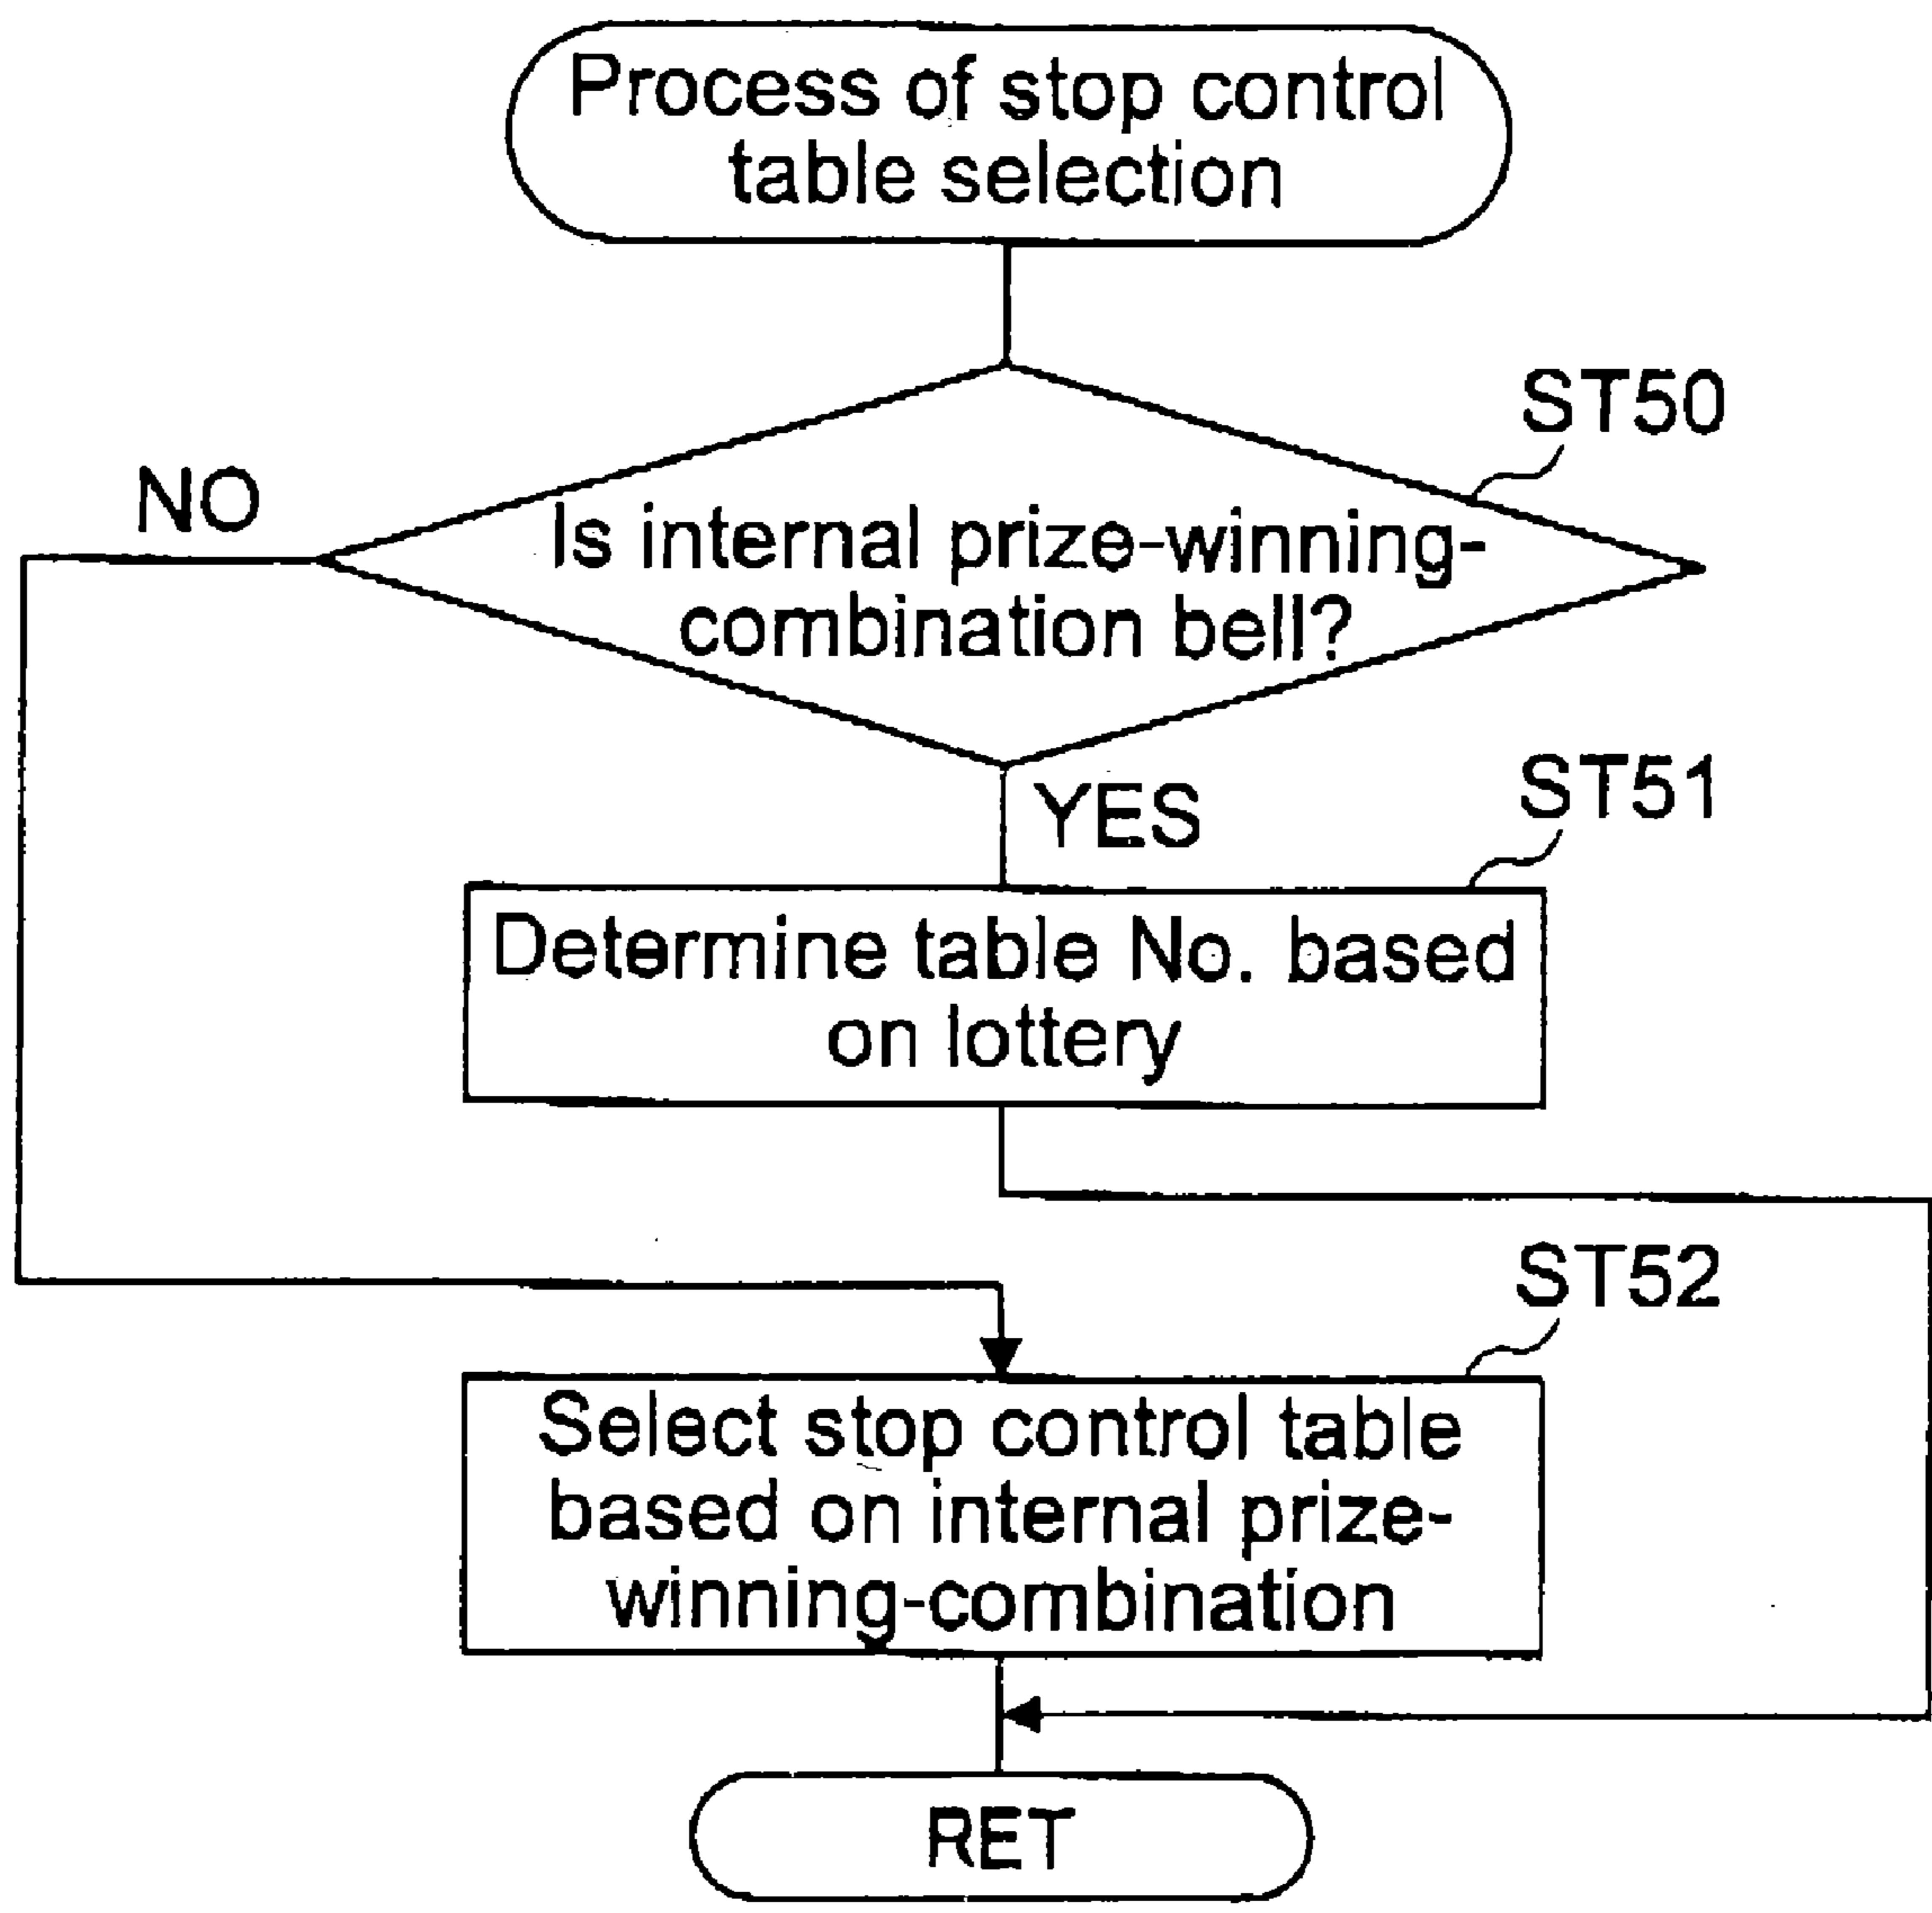 Process of stop control
table selection
ST50
NO
Is internal prize-winning-
combination bell?
YES
ST51
Determine table No. based
on lottery
ST52
Select stop control table
based on internal prize-
winning-combination
RET